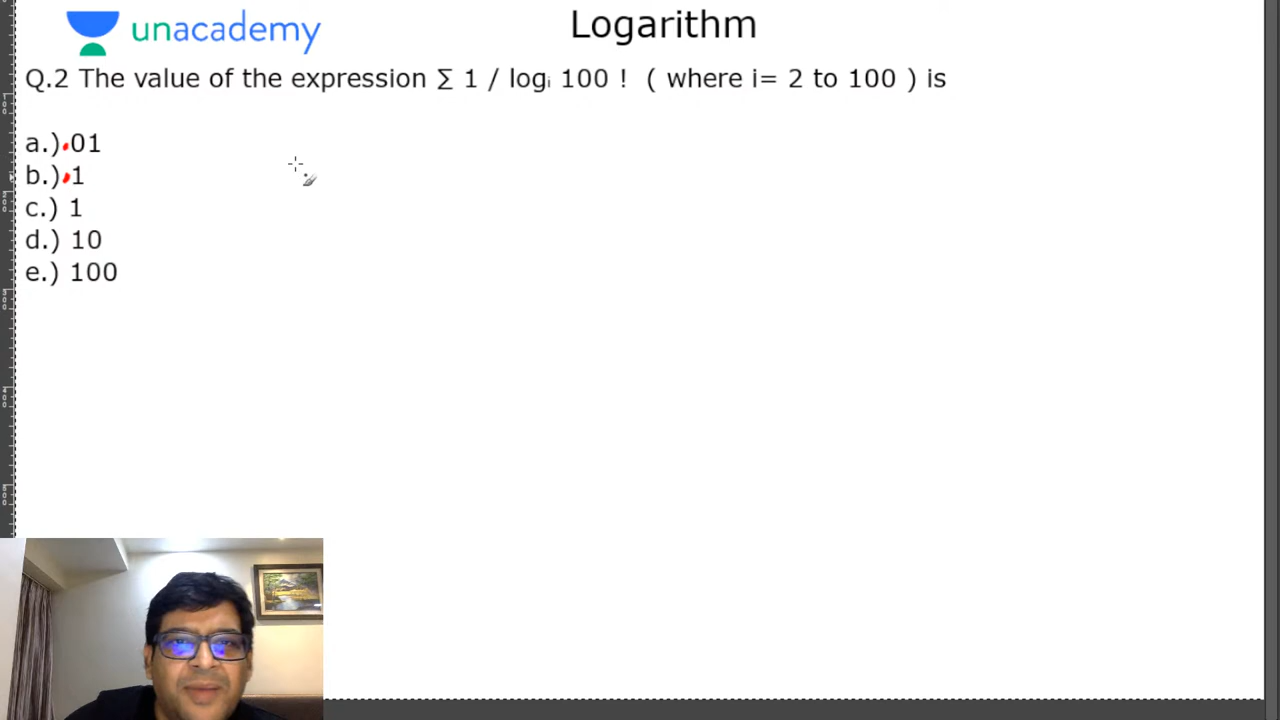 unacademy
Logarithm
Q.2 The value of the expression ∑ 1 / logᵢ 100 ! ( where i= 2 to 100 ) is
a.) .01
b.) .1
c.) 1
d.) 10
e.) 100